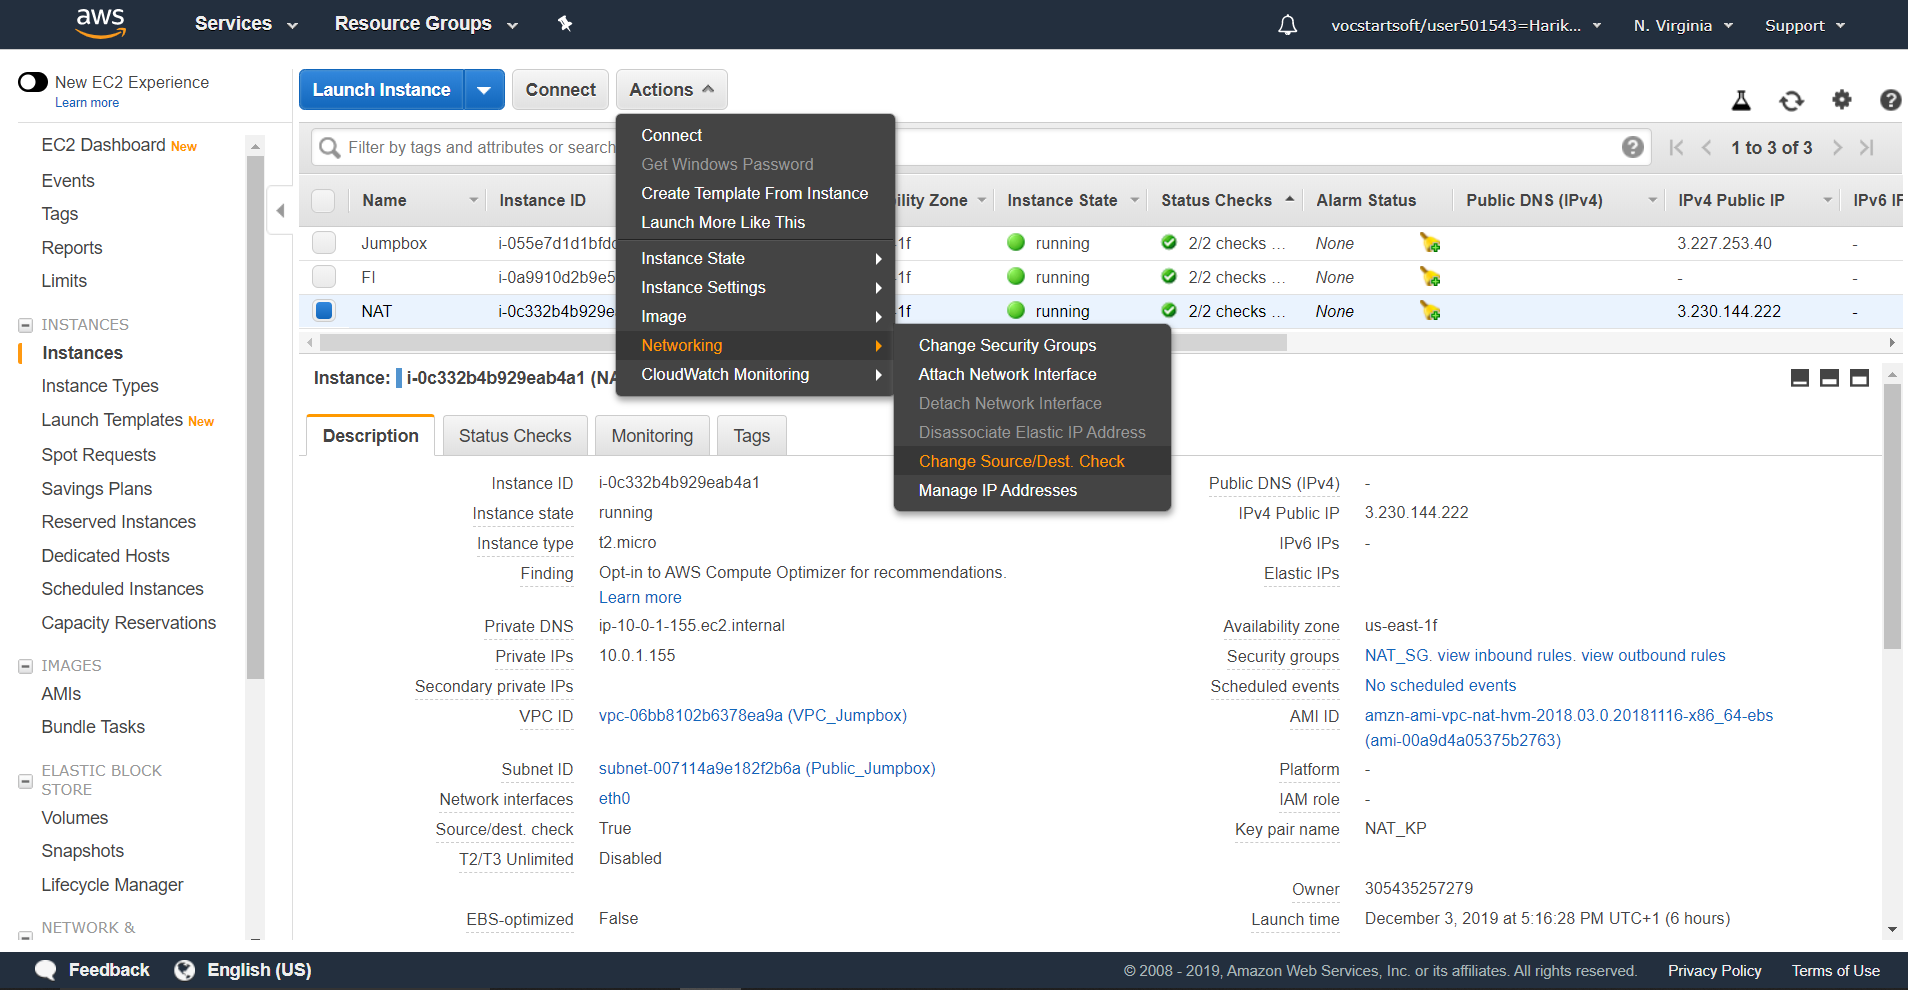 aws Services Resource Groups vocstartsoft/user501543=Harik... N. Virginia Support
New EC2 Experience
Learn more
EC2 Dashboard New
Events
Tags
Reports
Limits
INSTANCES
Instances
Instance Types
Launch Templates New
Spot Requests
Savings Plans
Reserved Instances
Dedicated Hosts
Scheduled Instances
Capacity Reservations
IMAGES
AMIs
Bundle Tasks
ELASTIC BLOCK
STORE
Volumes
Snapshots
Lifecycle Manager
NETWORK &
Launch Instance Connect Actions
Filter by tags and attributes or search
1 to 3 of 3
Name Instance ID bility Zone Instance State Status Checks Alarm Status Public DNS (IPv4) IPv4 Public IP IPv6 IP
Jumpbox i-055e7d1d1bfdc -1f running 2/2 checks ... None 3.227.253.40 -
FI i-0a9910d2b9e5 -1f running 2/2 checks ... None - -
NAT i-0c332b4b929e -1f running 2/2 checks ... None 3.230.144.222 -
Connect
Get Windows Password
Create Template From Instance
Launch More Like This
Instance State
Instance Settings
Image
Networking
CloudWatch Monitoring
Change Security Groups
Attach Network Interface
Detach Network Interface
Disassociate Elastic IP Address
Change Source/Dest. Check
Manage IP Addresses
Instance: i-0c332b4b929eab4a1 (NA
Description Status Checks Monitoring Tags
Instance ID i-0c332b4b929eab4a1
Instance state running
Instance type t2.micro
Finding Opt-in to AWS Compute Optimizer for recommendations.
Learn more
Private DNS ip-10-0-1-155.ec2.internal
Private IPs 10.0.1.155
Secondary private IPs
VPC ID vpc-06bb8102b6378ea9a (VPC_Jumpbox)
Subnet ID subnet-007114a9e182f2b6a (Public_Jumpbox)
Network interfaces eth0
Source/dest. check True
T2/T3 Unlimited Disabled
EBS-optimized False
Public DNS (IPv4) -
IPv4 Public IP 3.230.144.222
IPv6 IPs -
Elastic IPs
Availability zone us-east-1f
Security groups NAT_SG. view inbound rules. view outbound rules
Scheduled events No scheduled events
AMI ID amzn-ami-vpc-nat-hvm-2018.03.0.20181116-x86_64-ebs
(ami-00a9d4a05375b2763)
Platform -
IAM role -
Key pair name NAT_KP
Owner 305435257279
Launch time December 3, 2019 at 5:16:28 PM UTC+1 (6 hours)
Feedback English (US) © 2008 - 2019, Amazon Web Services, Inc. or its affiliates. All rights reserved. Privacy Policy Terms of Use